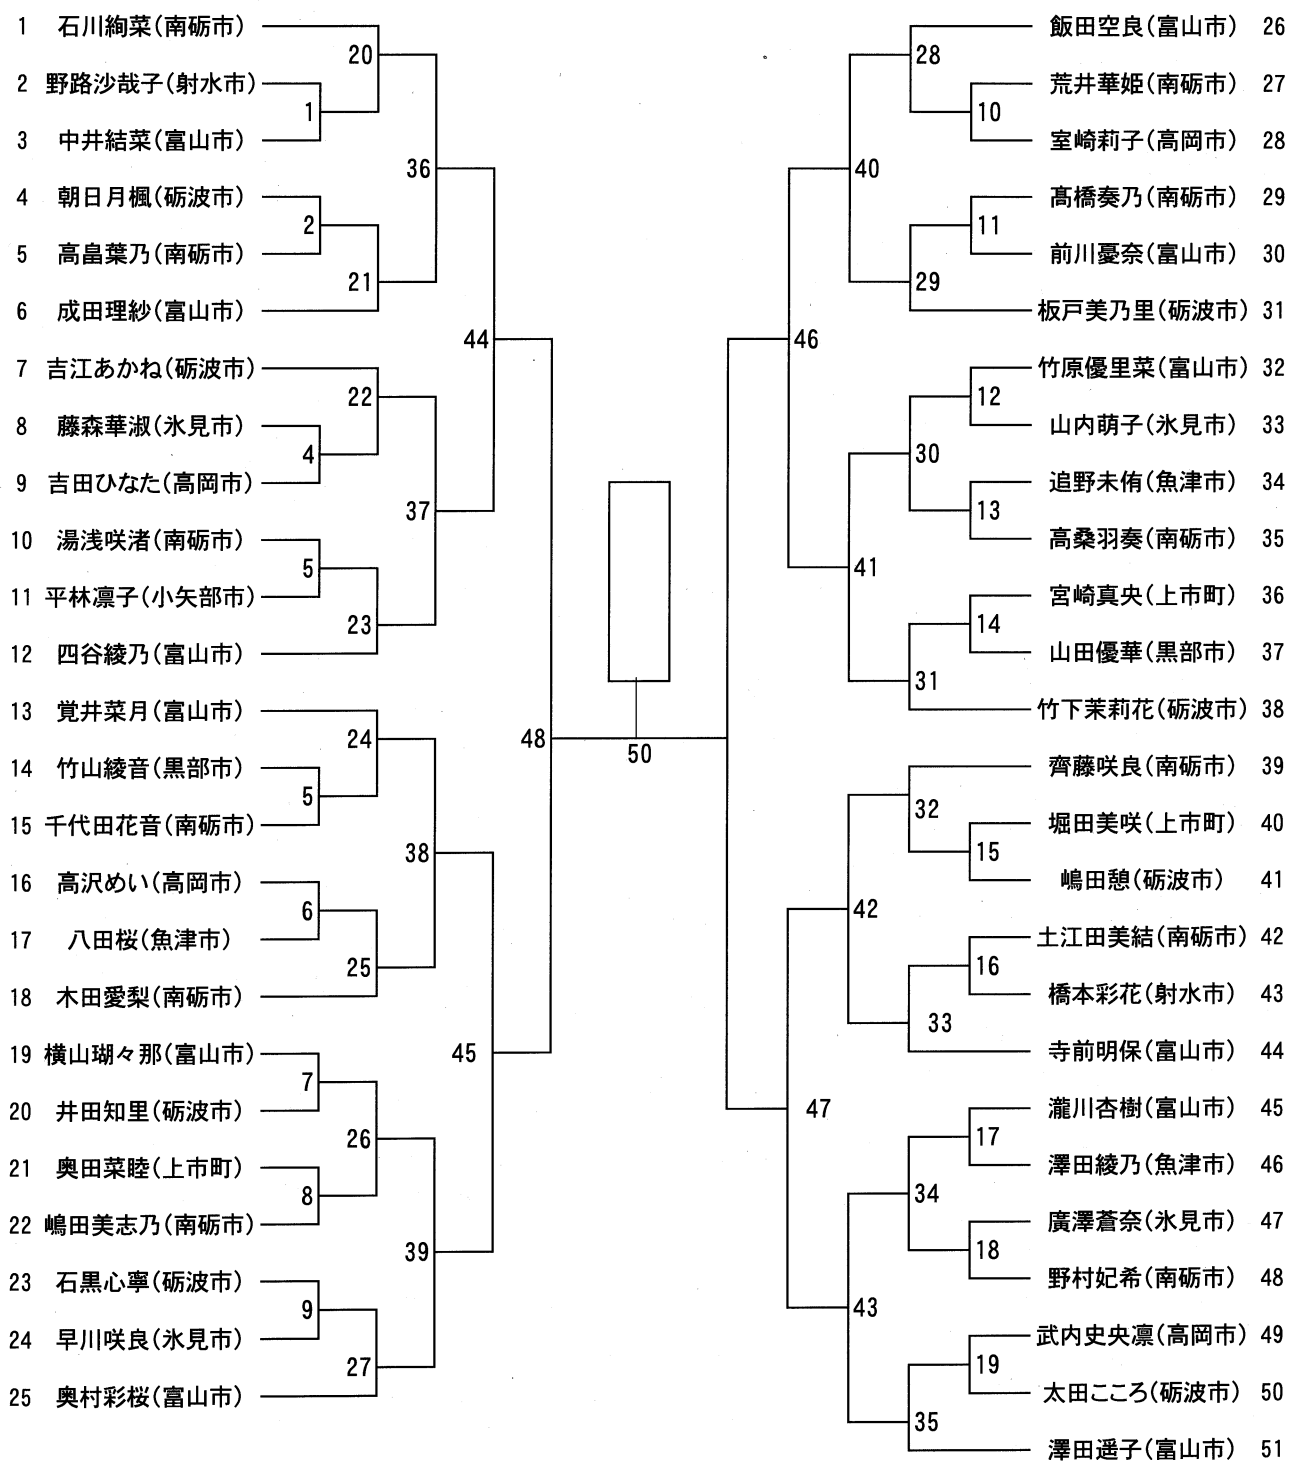 1 石川絢菜(南砺市)
2 野路沙哉子(射水市)
3 中井結菜(富山市)
4 朝日月楓(砺波市)
5 高畠葉乃(南砺市)
6 成田理紗(富山市)
7 吉江あかね(砺波市)
8 藤森華淑(氷見市)
9 吉田ひなた(高岡市)
10 湯浅咲渚(南砺市)
11 平林凛子(小矢部市)
12 四谷綾乃(富山市)
13 覚井菜月(富山市)
14 竹山綾音(黒部市)
15 千代田花音(南砺市)
16 高沢めい(高岡市)
17 八田桜(魚津市)
18 木田愛梨(南砺市)
19 横山瑚々那(富山市)
20 井田知里(砺波市)
21 奥田菜睦(上市町)
22 嶋田美志乃(南砺市)
23 石黒心寧(砺波市)
24 早川咲良(氷見市)
25 奥村彩桜(富山市)
1
2
4
5
5
6
7
8
9
20
21
22
23
24
25
26
27
36
37
38
39
44
45
48
50
46
47
40
41
42
43
28
29
30
31
32
33
34
35
10
11
12
13
14
15
16
17
18
19
飯田空良(富山市) 26
荒井華姫(南砺市) 27
室崎莉子(高岡市) 28
髙橋奏乃(南砺市) 29
前川憂奈(富山市) 30
板戸美乃里(砺波市) 31
竹原優里菜(富山市) 32
山内萌子(氷見市) 33
追野未侑(魚津市) 34
高桑羽奏(南砺市) 35
宮崎真央(上市町) 36
山田優華(黒部市) 37
竹下茉莉花(砺波市) 38
齊藤咲良(南砺市) 39
堀田美咲(上市町) 40
嶋田憩(砺波市) 41
土江田美結(南砺市) 42
橋本彩花(射水市) 43
寺前明保(富山市) 44
瀧川杏樹(富山市) 45
澤田綾乃(魚津市) 46
廣澤蒼奈(氷見市) 47
野村妃希(南砺市) 48
武内史央凛(高岡市) 49
太田こころ(砺波市) 50
澤田遥子(富山市) 51